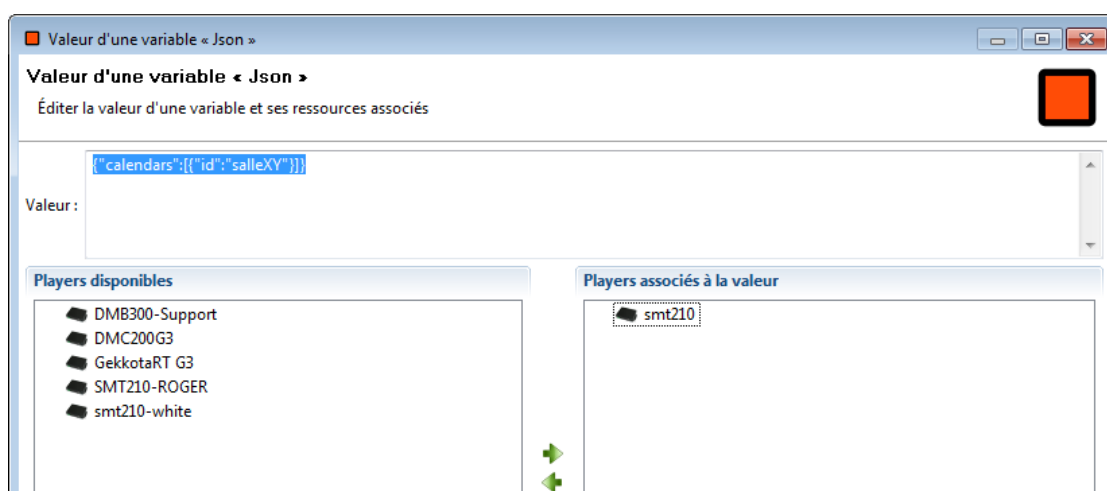 Valeur d'une variable « Json »
Valeur d'une variable « Json »
Éditer la valeur d'une variable et ses ressources associés
{"calendars":[{"id":"salleXY"}]}
Valeur :
Players disponibles
DMB300-Support
DMC200G3
GekkotaRT G3
SMT210-ROGER
smt210-white
Players associés à la valeur
smt210